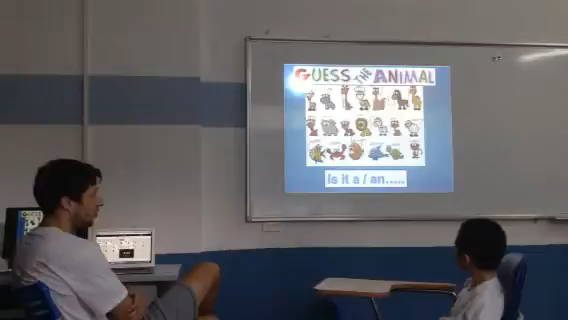 GUESS THE ANIMAL
Is it a / an.....